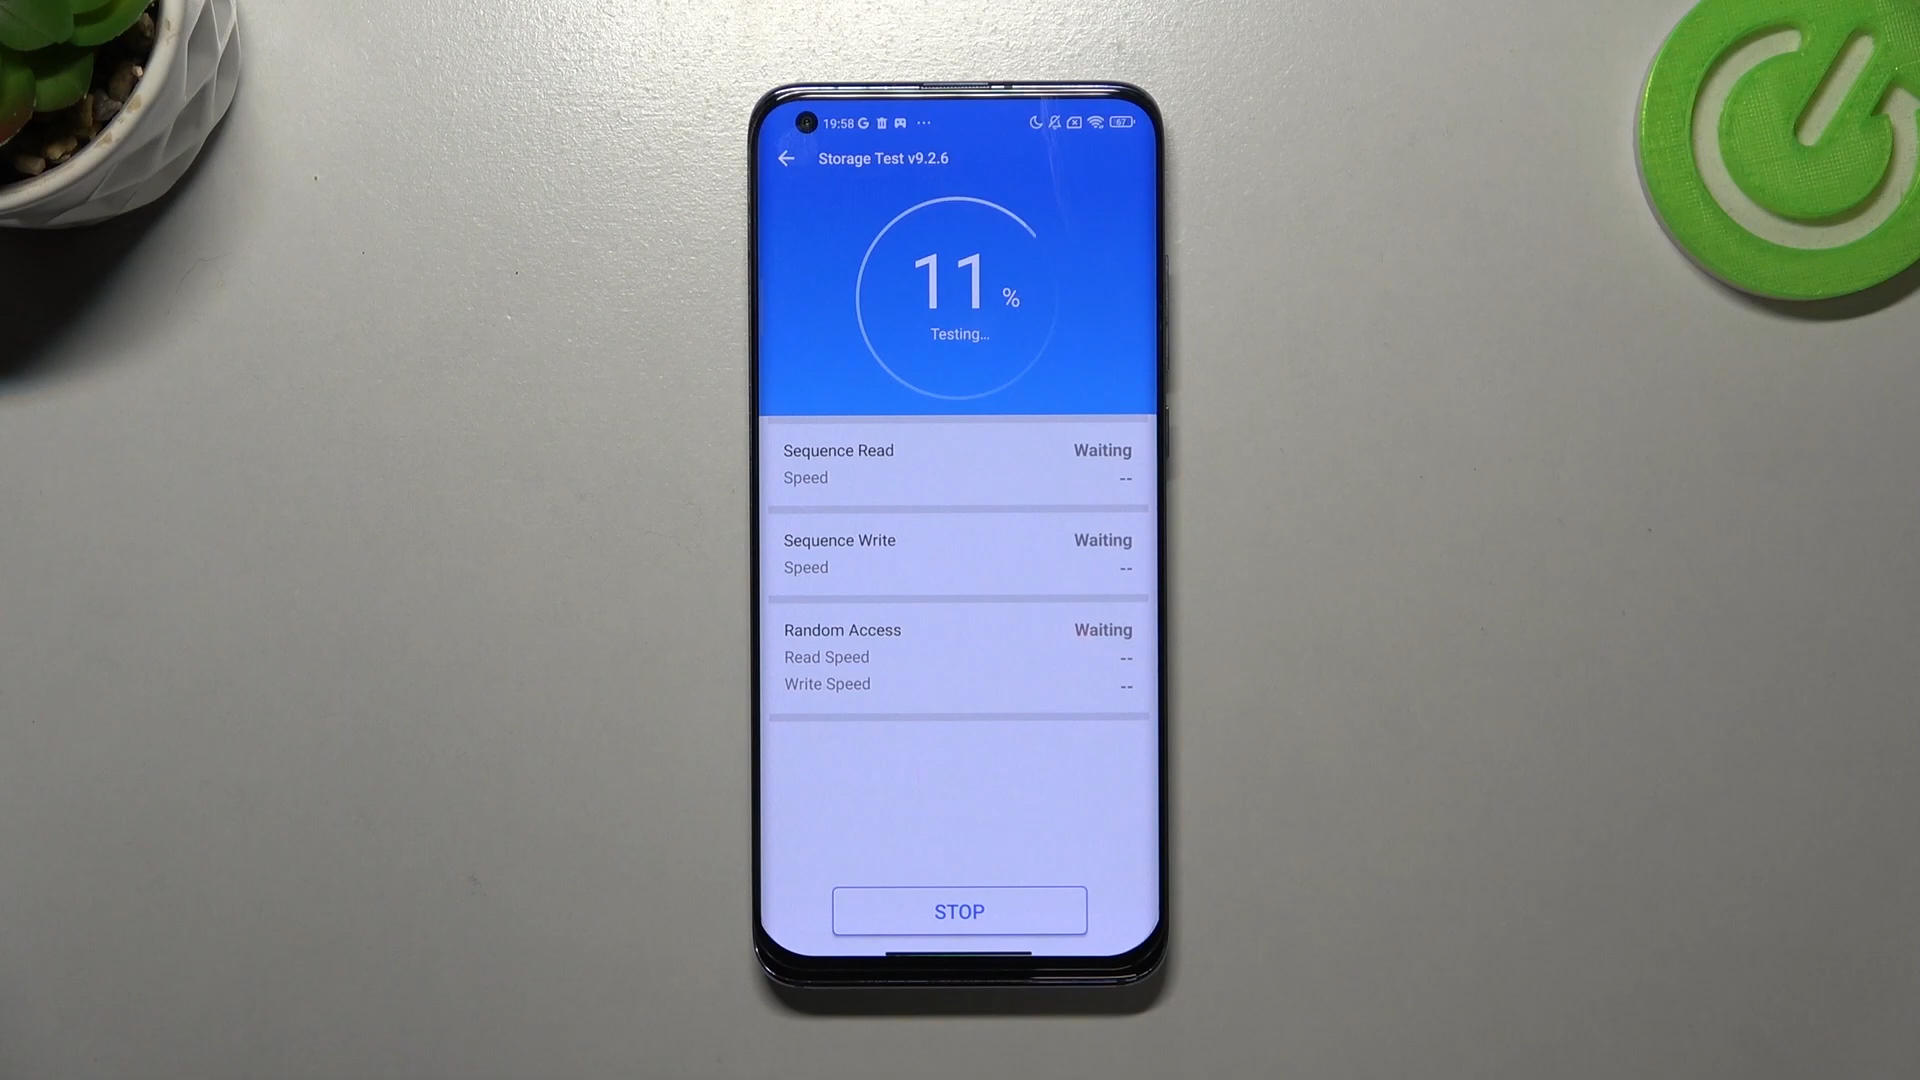 19:58 G ... 67
Storage Test v9.2.6
11 %
Testing...
Sequence Read Waiting
Speed --
Sequence Write Waiting
Speed --
Random Access Waiting
Read Speed --
Write Speed --
STOP